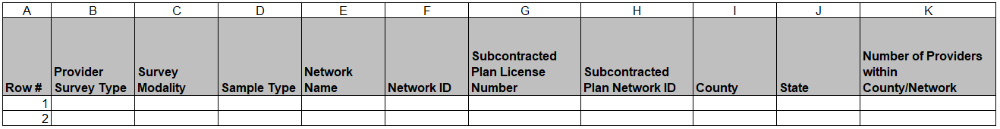 A B C D E F G H I J K
Row # Provider Survey Type Survey Modality Sample Type Network Name Network ID Subcontracted Plan License Number Subcontracted Plan Network ID County State Number of Providers within County/Network
1
2